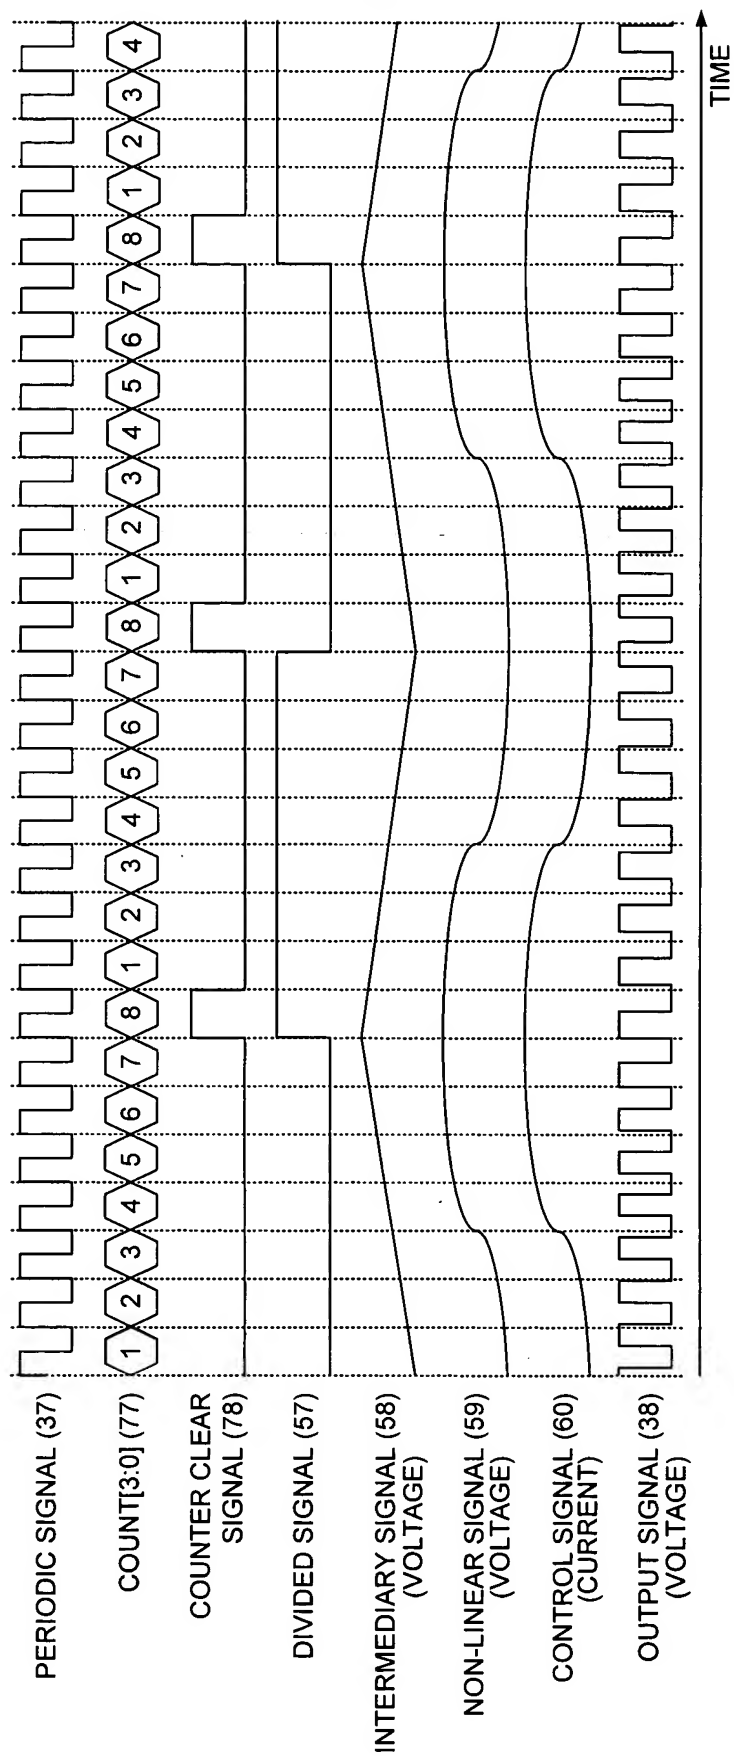 PERIODIC SIGNAL (37)
COUNT[3:0] (77) 1 2 3 4 5 6 7 8 1 2 3 4 5 6 7 8 1 2 3 4 5 6 7 8 1 2 3 4
COUNTER CLEAR
SIGNAL (78)
DIVIDED SIGNAL (57)
INTERMEDIARY SIGNAL (58)
(VOLTAGE)
NON-LINEAR SIGNAL (59)
(VOLTAGE)
CONTROL SIGNAL (60)
(CURRENT)
OUTPUT SIGNAL (38)
(VOLTAGE)
TIME